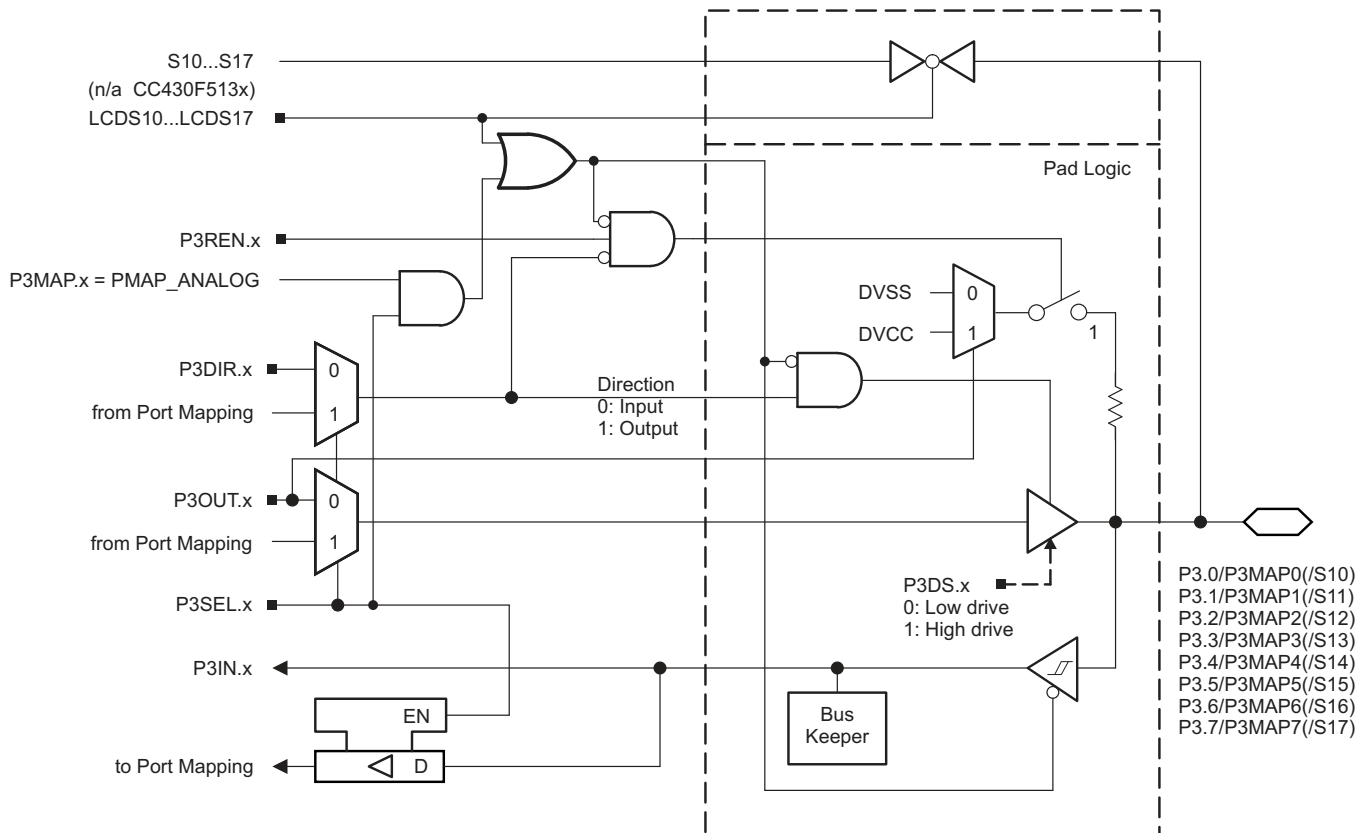 S10...S17
(n/a CC430F513x)
LCDS10...LCDS17
Pad Logic
P3REN.x
P3MAP.x = PMAP_ANALOG
DVSS
0
DVCC
1
1
P3DIR.x
0
from Port Mapping
1
Direction
0: Input
1: Output
P3OUT.x
0
from Port Mapping
1
P3SEL.x
P3DS.x
0: Low drive
1: High drive
P3.0/P3MAP0(/S10)
P3.1/P3MAP1(/S11)
P3.2/P3MAP2(/S12)
P3.3/P3MAP3(/S13)
P3.4/P3MAP4(/S14)
P3.5/P3MAP5(/S15)
P3.6/P3MAP6(/S16)
P3.7/P3MAP7(/S17)
P3IN.x
EN
Bus
Keeper
to Port Mapping
D